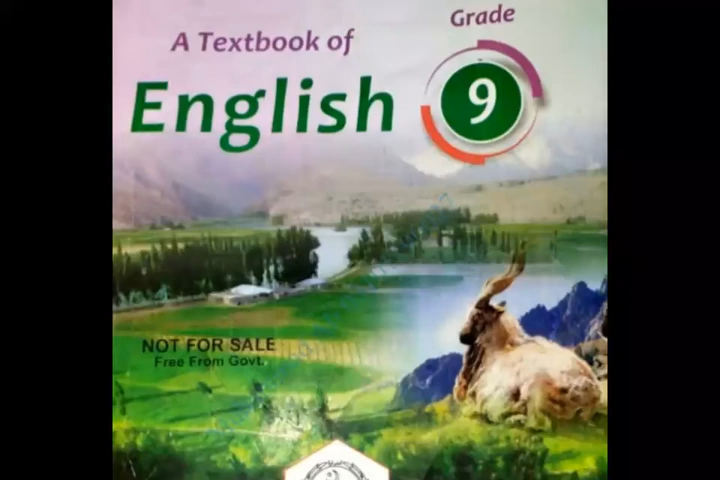 Grade
A Textbook of
English 9
NOT FOR SALE
Free From Govt.